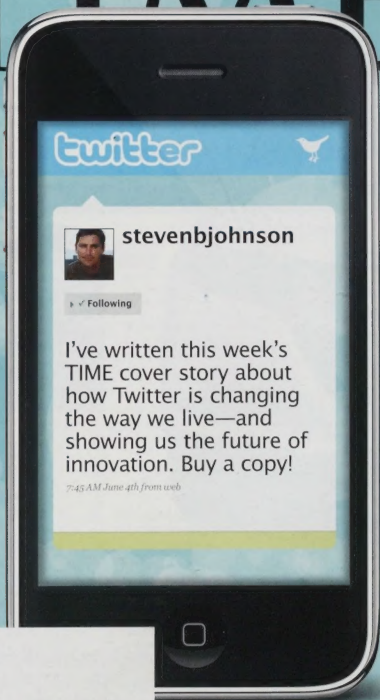 twitter
stevenbjohnson
✓ Following
I've written this week's
TIME cover story about
how Twitter is changing
the way we live—and
showing us the future of
innovation. Buy a copy!
7:45 AM June 4th from web